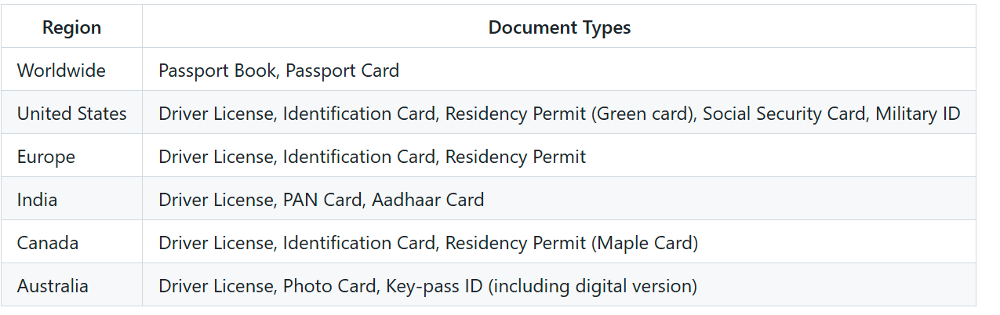 Region Document Types
Worldwide Passport Book, Passport Card
United States Driver License, Identification Card, Residency Permit (Green card), Social Security Card, Military ID
Europe Driver License, Identification Card, Residency Permit
India Driver License, PAN Card, Aadhaar Card
Canada Driver License, Identification Card, Residency Permit (Maple Card)
Australia Driver License, Photo Card, Key-pass ID (including digital version)